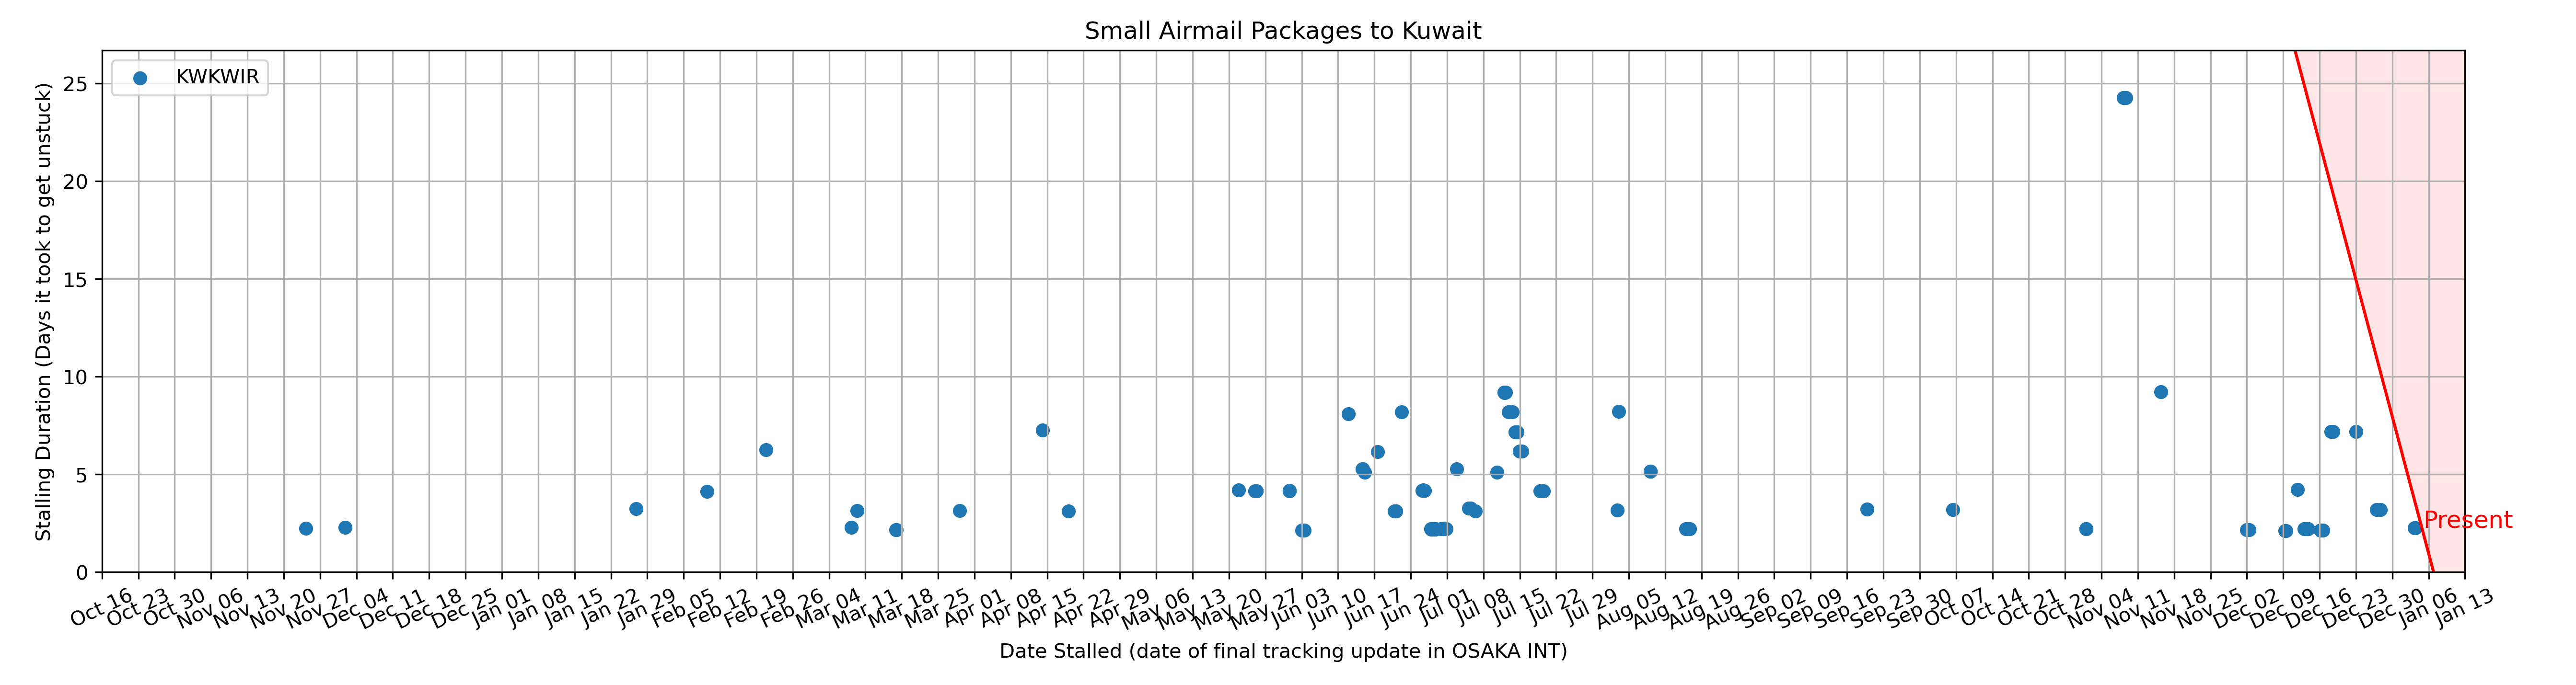 Small Airmail Packages to Kuwait
KWKWIR
25
20
15
10
5
0
Stalling Duration (Days it took to get unstuck)
Present
Oct 16
Oct 23
Oct 30
Nov 06
Nov 13
Nov 20
Nov 27
Dec 04
Dec 11
Dec 18
Dec 25
Jan 01
Jan 08
Jan 15
Jan 22
Jan 29
Feb 05
Feb 12
Feb 19
Feb 26
Mar 04
Mar 11
Mar 18
Mar 25
Apr 01
Apr 08
Apr 15
Apr 22
Apr 29
May 06
May 13
May 20
May 27
Jun 03
Jun 10
Jun 17
Jun 24
Jul 01
Jul 08
Jul 15
Jul 22
Jul 29
Aug 05
Aug 12
Aug 19
Aug 26
Sep 02
Sep 09
Sep 16
Sep 23
Sep 30
Oct 07
Oct 14
Oct 21
Oct 28
Nov 04
Nov 11
Nov 18
Nov 25
Dec 02
Dec 09
Dec 16
Dec 23
Dec 30
Jan 06
Jan 13
Date Stalled (date of final tracking update in OSAKA INT)